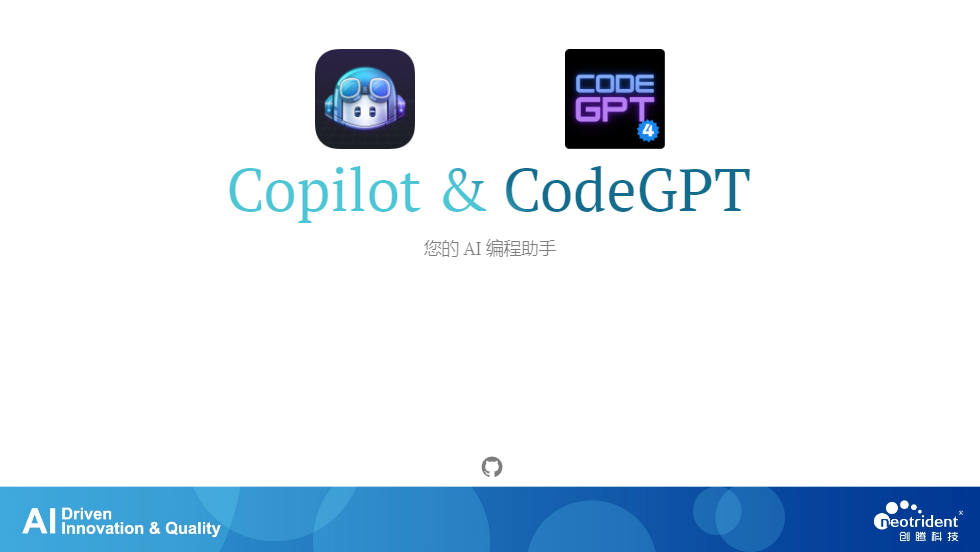 CODE
GPT
4
Copilot & CodeGPT
您的 AI 编程助手
AI Driven
Innovation & Quality
neotrident
创腾科技